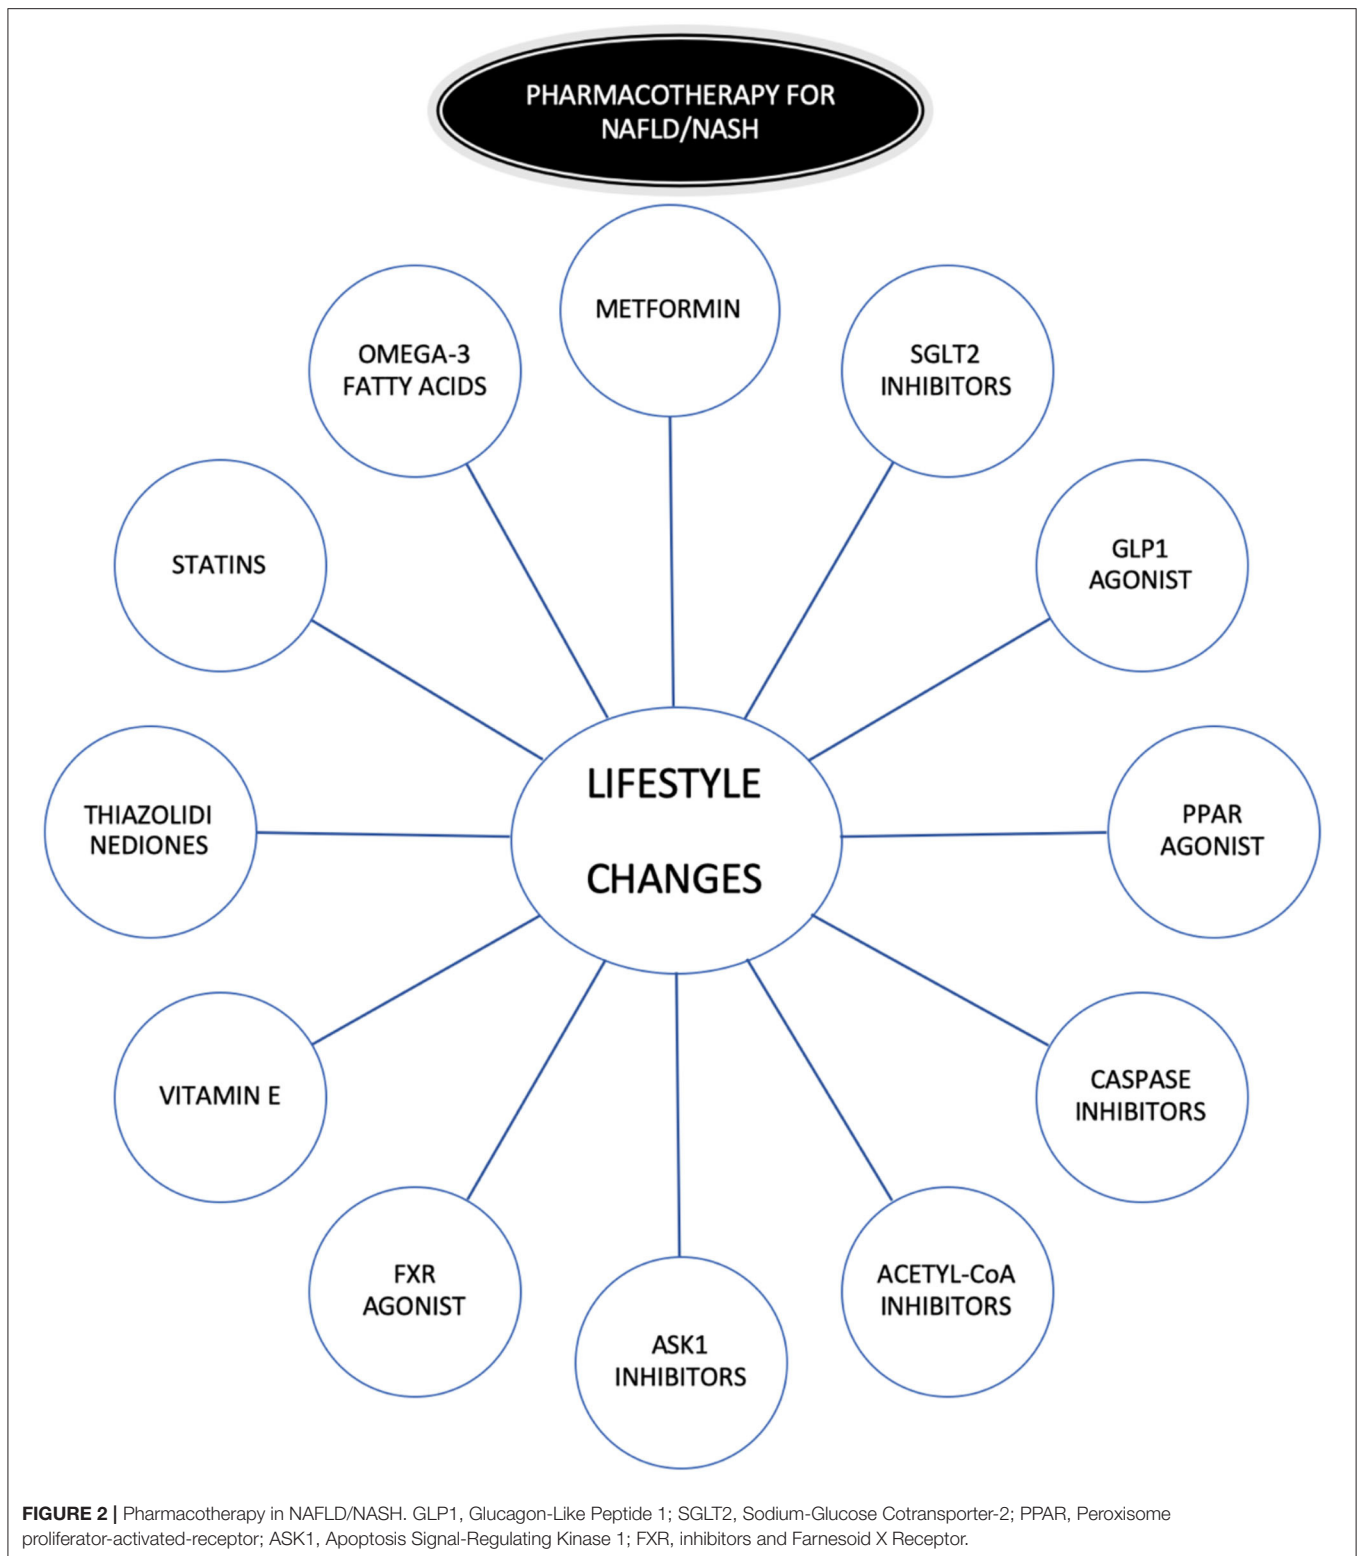 PHARMACOTHERAPY FOR
NAFLD/NASH
METFORMIN
OMEGA-3
FATTY ACIDS
SGLT2
INHIBITORS
STATINS
GLP1
AGONIST
LIFESTYLE
CHANGES
THIAZOLIDI
NEDIONES
PPAR
AGONIST
VITAMIN E
CASPASE
INHIBITORS
FXR
AGONIST
ACETYL-CoA
INHIBITORS
ASK1
INHIBITORS
FIGURE 2 | Pharmacotherapy in NAFLD/NASH. GLP1, Glucagon-Like Peptide 1; SGLT2, Sodium-Glucose Cotransporter-2; PPAR, Peroxisome
proliferator-activated-receptor; ASK1, Apoptosis Signal-Regulating Kinase 1; FXR, inhibitors and Farnesoid X Receptor.